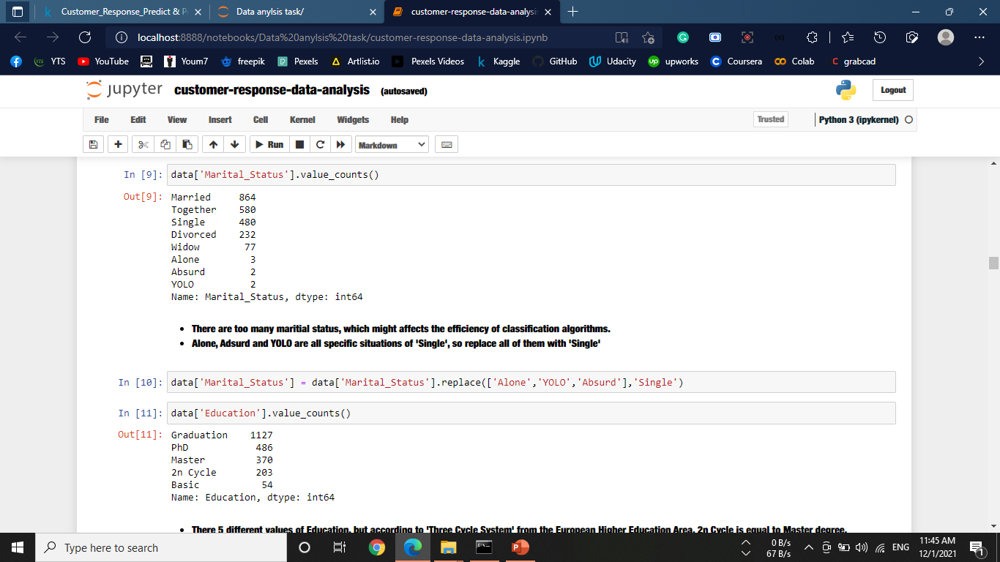 Customer_Response_Predict & P
Data anylsis task/
customer-response-data-analysis
localhost:8888/notebooks/Data%20anylsis%20task/customer-response-data-analysis.ipynb
YTS YouTube Youm7 freepik Pexels Artlist.io Pexels Videos Kaggle GitHub Udacity upworks Coursera Colab grabcad
jupyter customer-response-data-analysis (autosaved)
Logout
File Edit View Insert Cell Kernel Widgets Help
Trusted Python 3 (ipykernel)
Run Markdown
In [9]: data['Marital_Status'].value_counts()
Out[9]: Married 864
Together 580
Single 480
Divorced 232
Widow 77
Alone 3
Absurd 2
YOLO 2
Name: Marital_Status, dtype: int64
There are too many maritial status, which might affects the efficiency of classification algorithms.
Alone, Adsurd and YOLO are all specific situations of 'Single', so replace all of them with 'Single'
In [10]: data['Marital_Status'] = data['Marital_Status'].replace(['Alone','YOLO','Absurd'],'Single')
In [11]: data['Education'].value_counts()
Out[11]: Graduation 1127
PhD 486
Master 370
2n Cycle 203
Basic 54
Name: Education, dtype: int64
There 5 different values of Education, but according to 'Three Cycle System' from the European Higher Education Area, 2n Cycle is equal to Master degree,
Type here to search
0 B/s
67 B/s
ENG
11:45 AM
12/1/2021
1